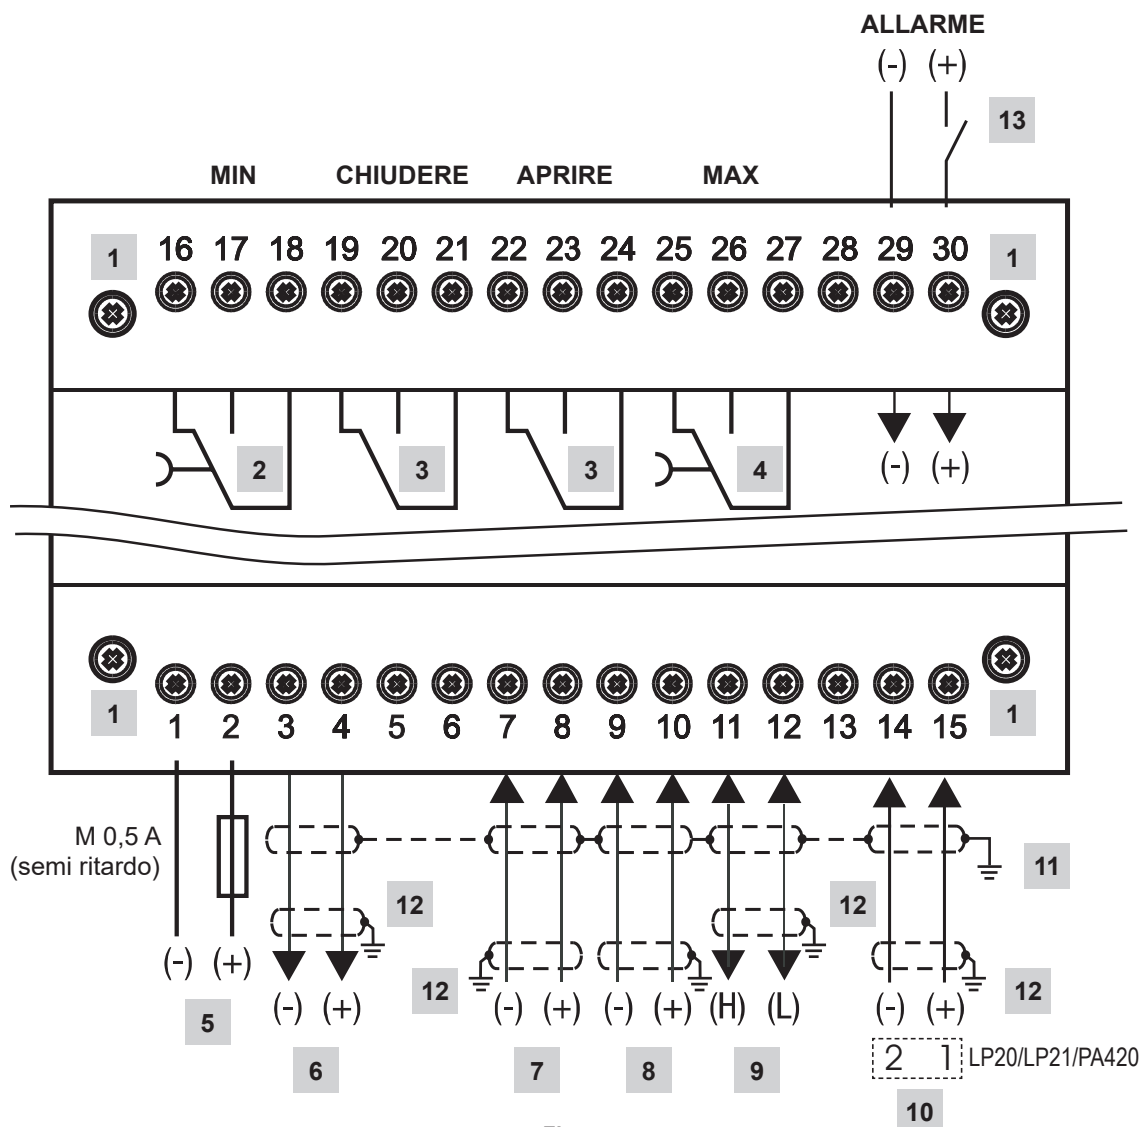 ALLARME
(-) (+)
13
MIN CHIUDERE APRIRE MAX
1 16 17 18 19 20 21 22 23 24 25 26 27 28 29 30 1
2 3 3 4 (-) (+)
1 1 2 3 4 5 6 7 8 9 10 11 12 13 14 15 1
M 0,5 A
(semi ritardo)
11
12 12
(-) (+) 12 12
5 (-) (+) (-) (+) (-) (+) (H) (L) (-) (+)
6 7 8 9 2 1 LP20/LP21/PA420
10